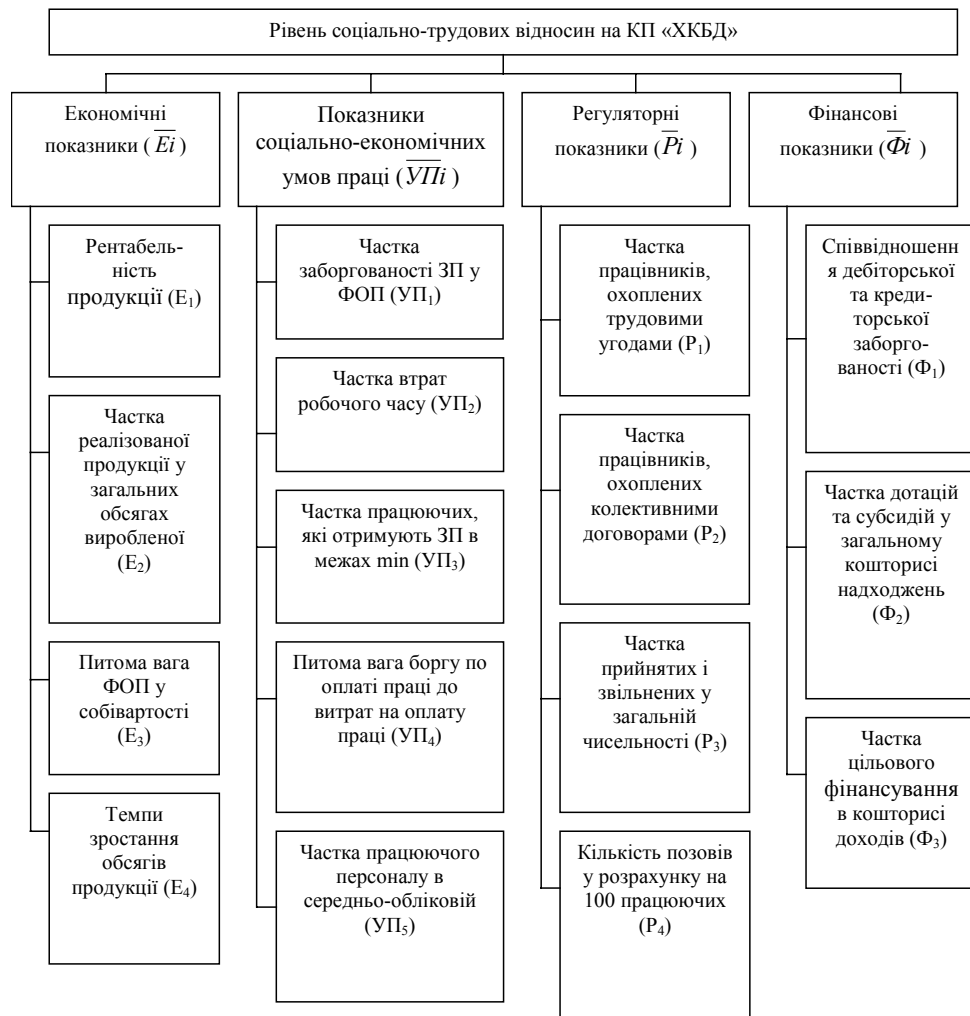 Рівень соціально-трудових відносин на КП «ХКБД»
Економічні
показники ( Еі )
Рентабель-
ність
продукції (Е₁)
Частка
реалізованої
продукції у
загальних
обсягах
виробленої
(Е₂)
Питома вага
ФОП у
собівартості
(Е₃)
Темпи
зростання
обсягів
продукції (Е₄)
Показники
соціально-економічних
умов праці ( УПі )
Частка
заборгованості ЗП у
ФОП (УП₁)
Частка втрат
робочого часу (УП₂)
Частка працюючих,
які отримують ЗП в
межах min (УП₃)
Питома вага боргу по
оплаті праці до
витрат на оплату
праці (УП₄)
Частка працюючого
персоналу в
середньо-обліковій
(УП₅)
Регуляторні
показники ( Рі )
Частка
працівників,
охоплених
трудовими
угодами (Р₁)
Частка
працівників,
охоплених
колективними
договорами (Р₂)
Частка
прийнятих і
звільнених у
загальній
чисельності (Р₃)
Кількість позовів
у розрахунку на
100 працюючих
(Р₄)
Фінансові
показники ( Фі )
Співвідношенн
я дебіторської
та креди-
торської
заборго-
ваності (Ф₁)
Частка дотацій
та субсидій у
загальному
кошторисі
надходжень
(Ф₂)
Частка
цільового
фінансування
в кошторисі
доходів (Ф₃)